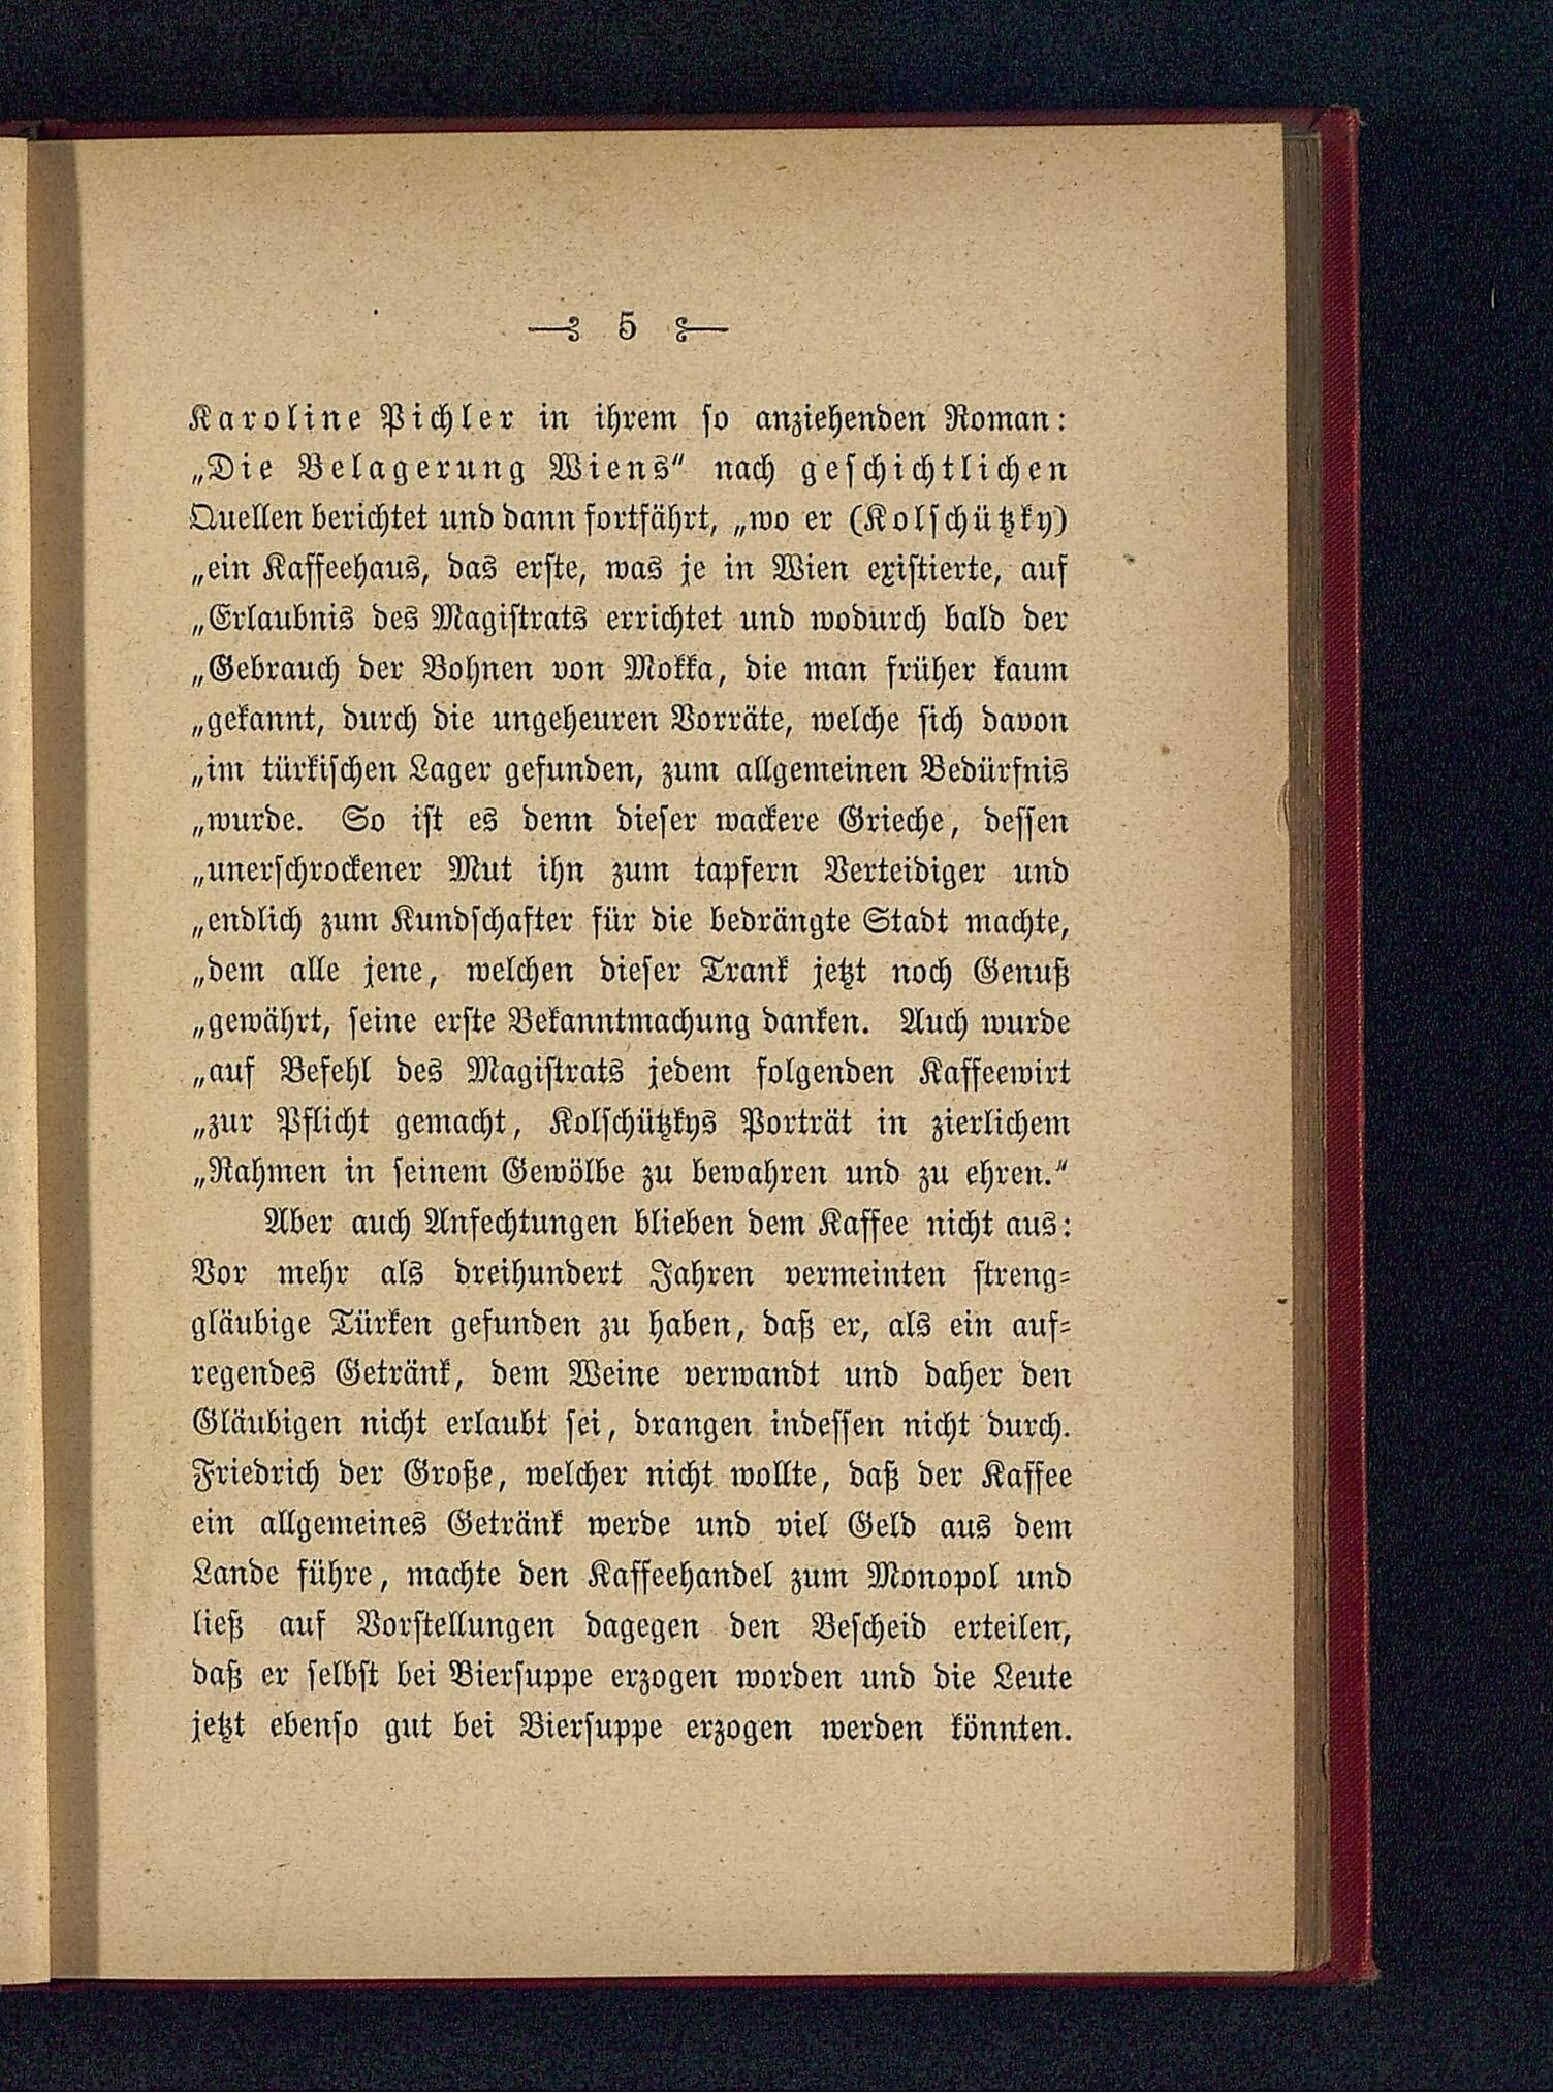 5
Karoline Pichler in ihrem so anziehenden Roman:
„Die Belagerung Wiens“ nach geschichtlichen
Quellen berichtet und dann fortfährt, „wo er (Kolschützky)
„ein Kaffeehaus, das erste, was je in Wien existierte, auf
„Erlaubnis des Magistrats errichtet und wodurch bald der
„Gebrauch der Bohnen von Mokka, die man früher kaum
„gekannt, durch die ungeheuren Vorräte, welche sich davon
„im türkischen Lager gefunden, zum allgemeinen Bedürfnis
„wurde. So ist es denn dieser wackere Grieche, dessen
„unerschrockener Mut ihn zum tapfern Verteidiger und
„endlich zum Kundschafter für die bedrängte Stadt machte,
„dem alle jene, welchen dieser Trank jetzt noch Genuß
„gewährt, seine erste Bekanntmachung danken. Auch wurde
„auf Befehl des Magistrats jedem folgenden Kaffeewirt
„zur Pflicht gemacht, Kolschützkys Porträt in zierlichem
„Rahmen in seinem Gewölbe zu bewahren und zu ehren.“
Aber auch Anfechtungen blieben dem Kaffee nicht aus:
Vor mehr als dreihundert Jahren vermeinten streng-
gläubige Türken gefunden zu haben, daß er, als ein auf-
regendes Getränk, dem Weine verwandt und daher den
Gläubigen nicht erlaubt sei, drangen indessen nicht durch.
Friedrich der Große, welcher nicht wollte, daß der Kaffee
ein allgemeines Getränk werde und viel Geld aus dem
Lande führe, machte den Kaffeehandel zum Monopol und
ließ auf Vorstellungen dagegen den Bescheid erteilen,
daß er selbst bei Biersuppe erzogen worden und die Leute
jetzt ebenso gut bei Biersuppe erzogen werden könnten.